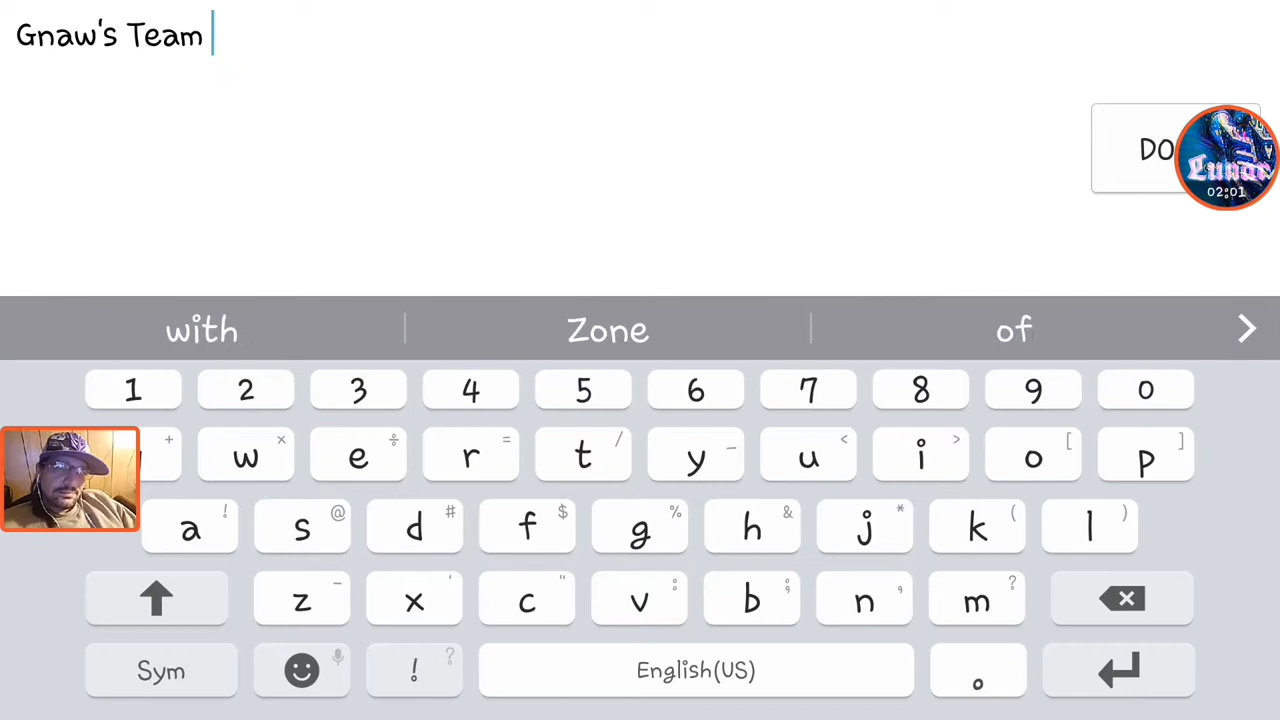 Gnaw's Team
DO
Lunar
02:01
with Zone of
1 2 3 4 5 6 7 8 9 0
+ w × e ÷ r = t / y _ u < i > o [ p ]
a ! s @ d # f $ g % h & j * k ( l )
z - x ' c " v : b ; n , m ?
Sym ! ? English(US) .